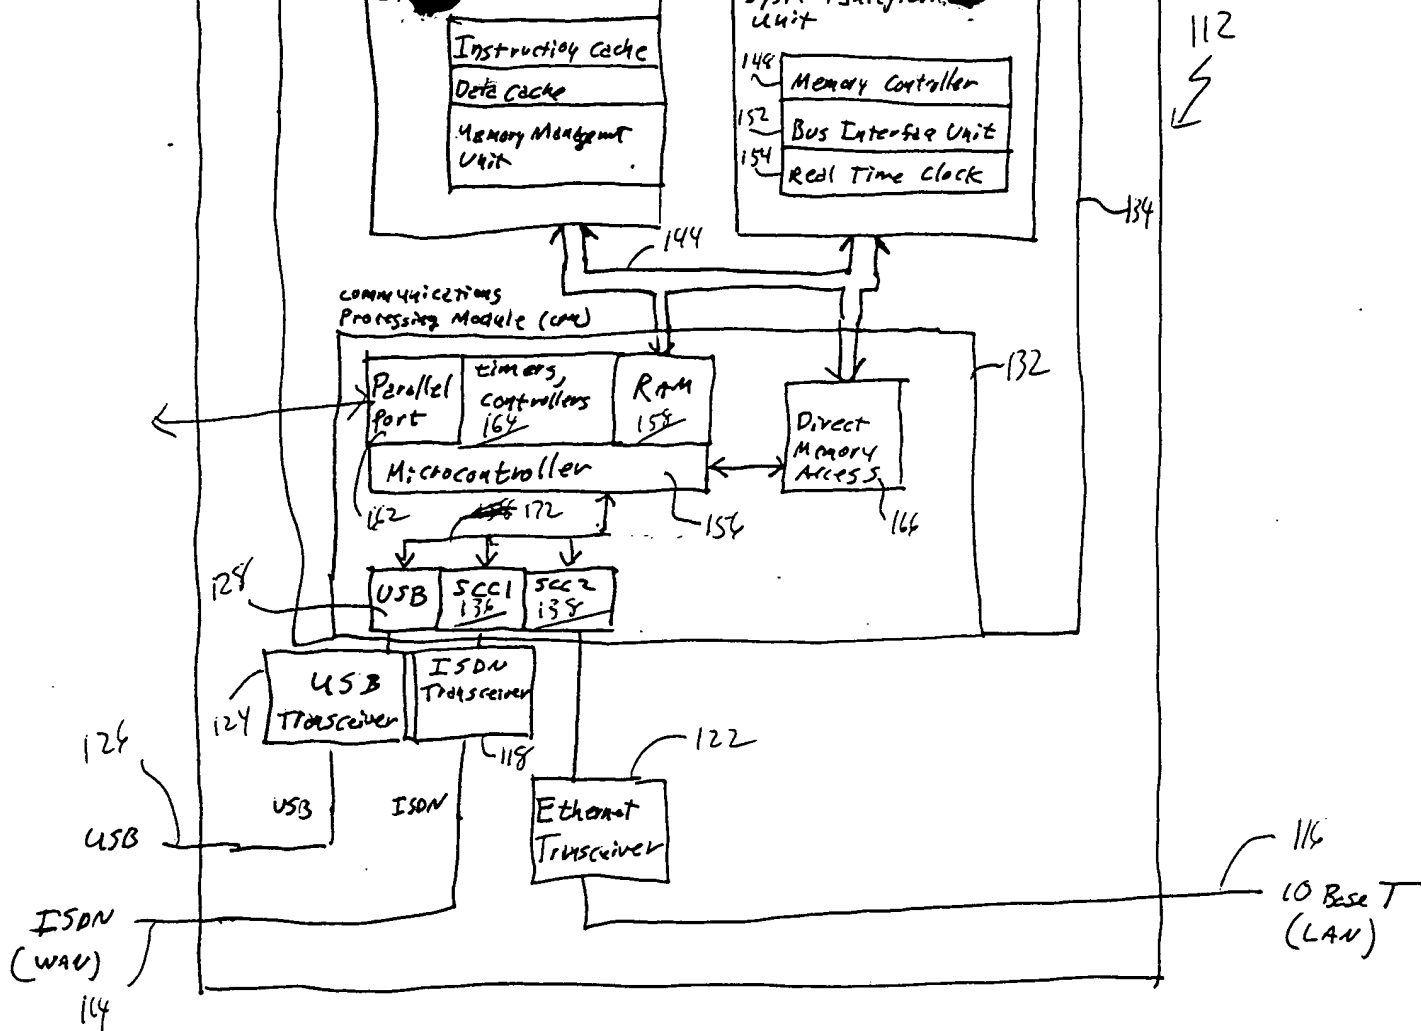 Unit
112
Instruction Cache
148
Memory Controller
Data Cache
152
Bus Interface Unit
Memory Managemt
Unit
154
Real Time Clock
134
144
Communications
Processing Module (CPM)
132
Parallel
Port
timers,
controllers
164
RAM
158
Direct
Memory
Access
Microcontroller
162
172
156
166
128
USB
SCC1
136
SCC2
138
USB
Transceiver
ISDN
Transceiver
124
118
122
126
USB
ISDN
Ethernet
Transceiver
USB
116
10 Base T
(LAN)
ISDN
(WAN)
114